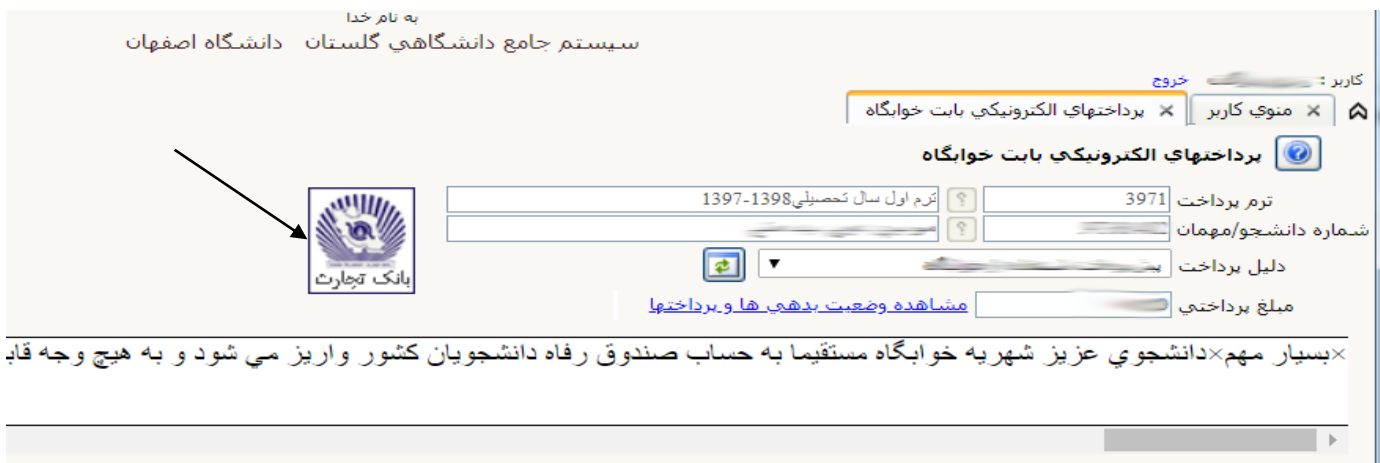 به نام خدا
سيستم جامع دانشگاهي گلستان   دانشگاه اصفهان
کاربر : خروج
منوي کاربر × پرداختهاي الکترونيکي بابت خوابگاه ×
پرداختهاي الکترونيکي بابت خوابگاه
ترم پرداخت 3971 ؟ ترم اول سال تحصيلي1398-1397
شماره دانشجو/مهمان ؟
دليل پرداخت
مبلغ پرداختي مشاهده وضعيت بدهي ها و پرداختها
بانک تجارت
×بسيار مهم×دانشجوي عزيز شهريه خوابگاه مستقيما به حساب صندوق رفاه دانشجويان کشور واريز مي شود و به هيچ وجه قاب